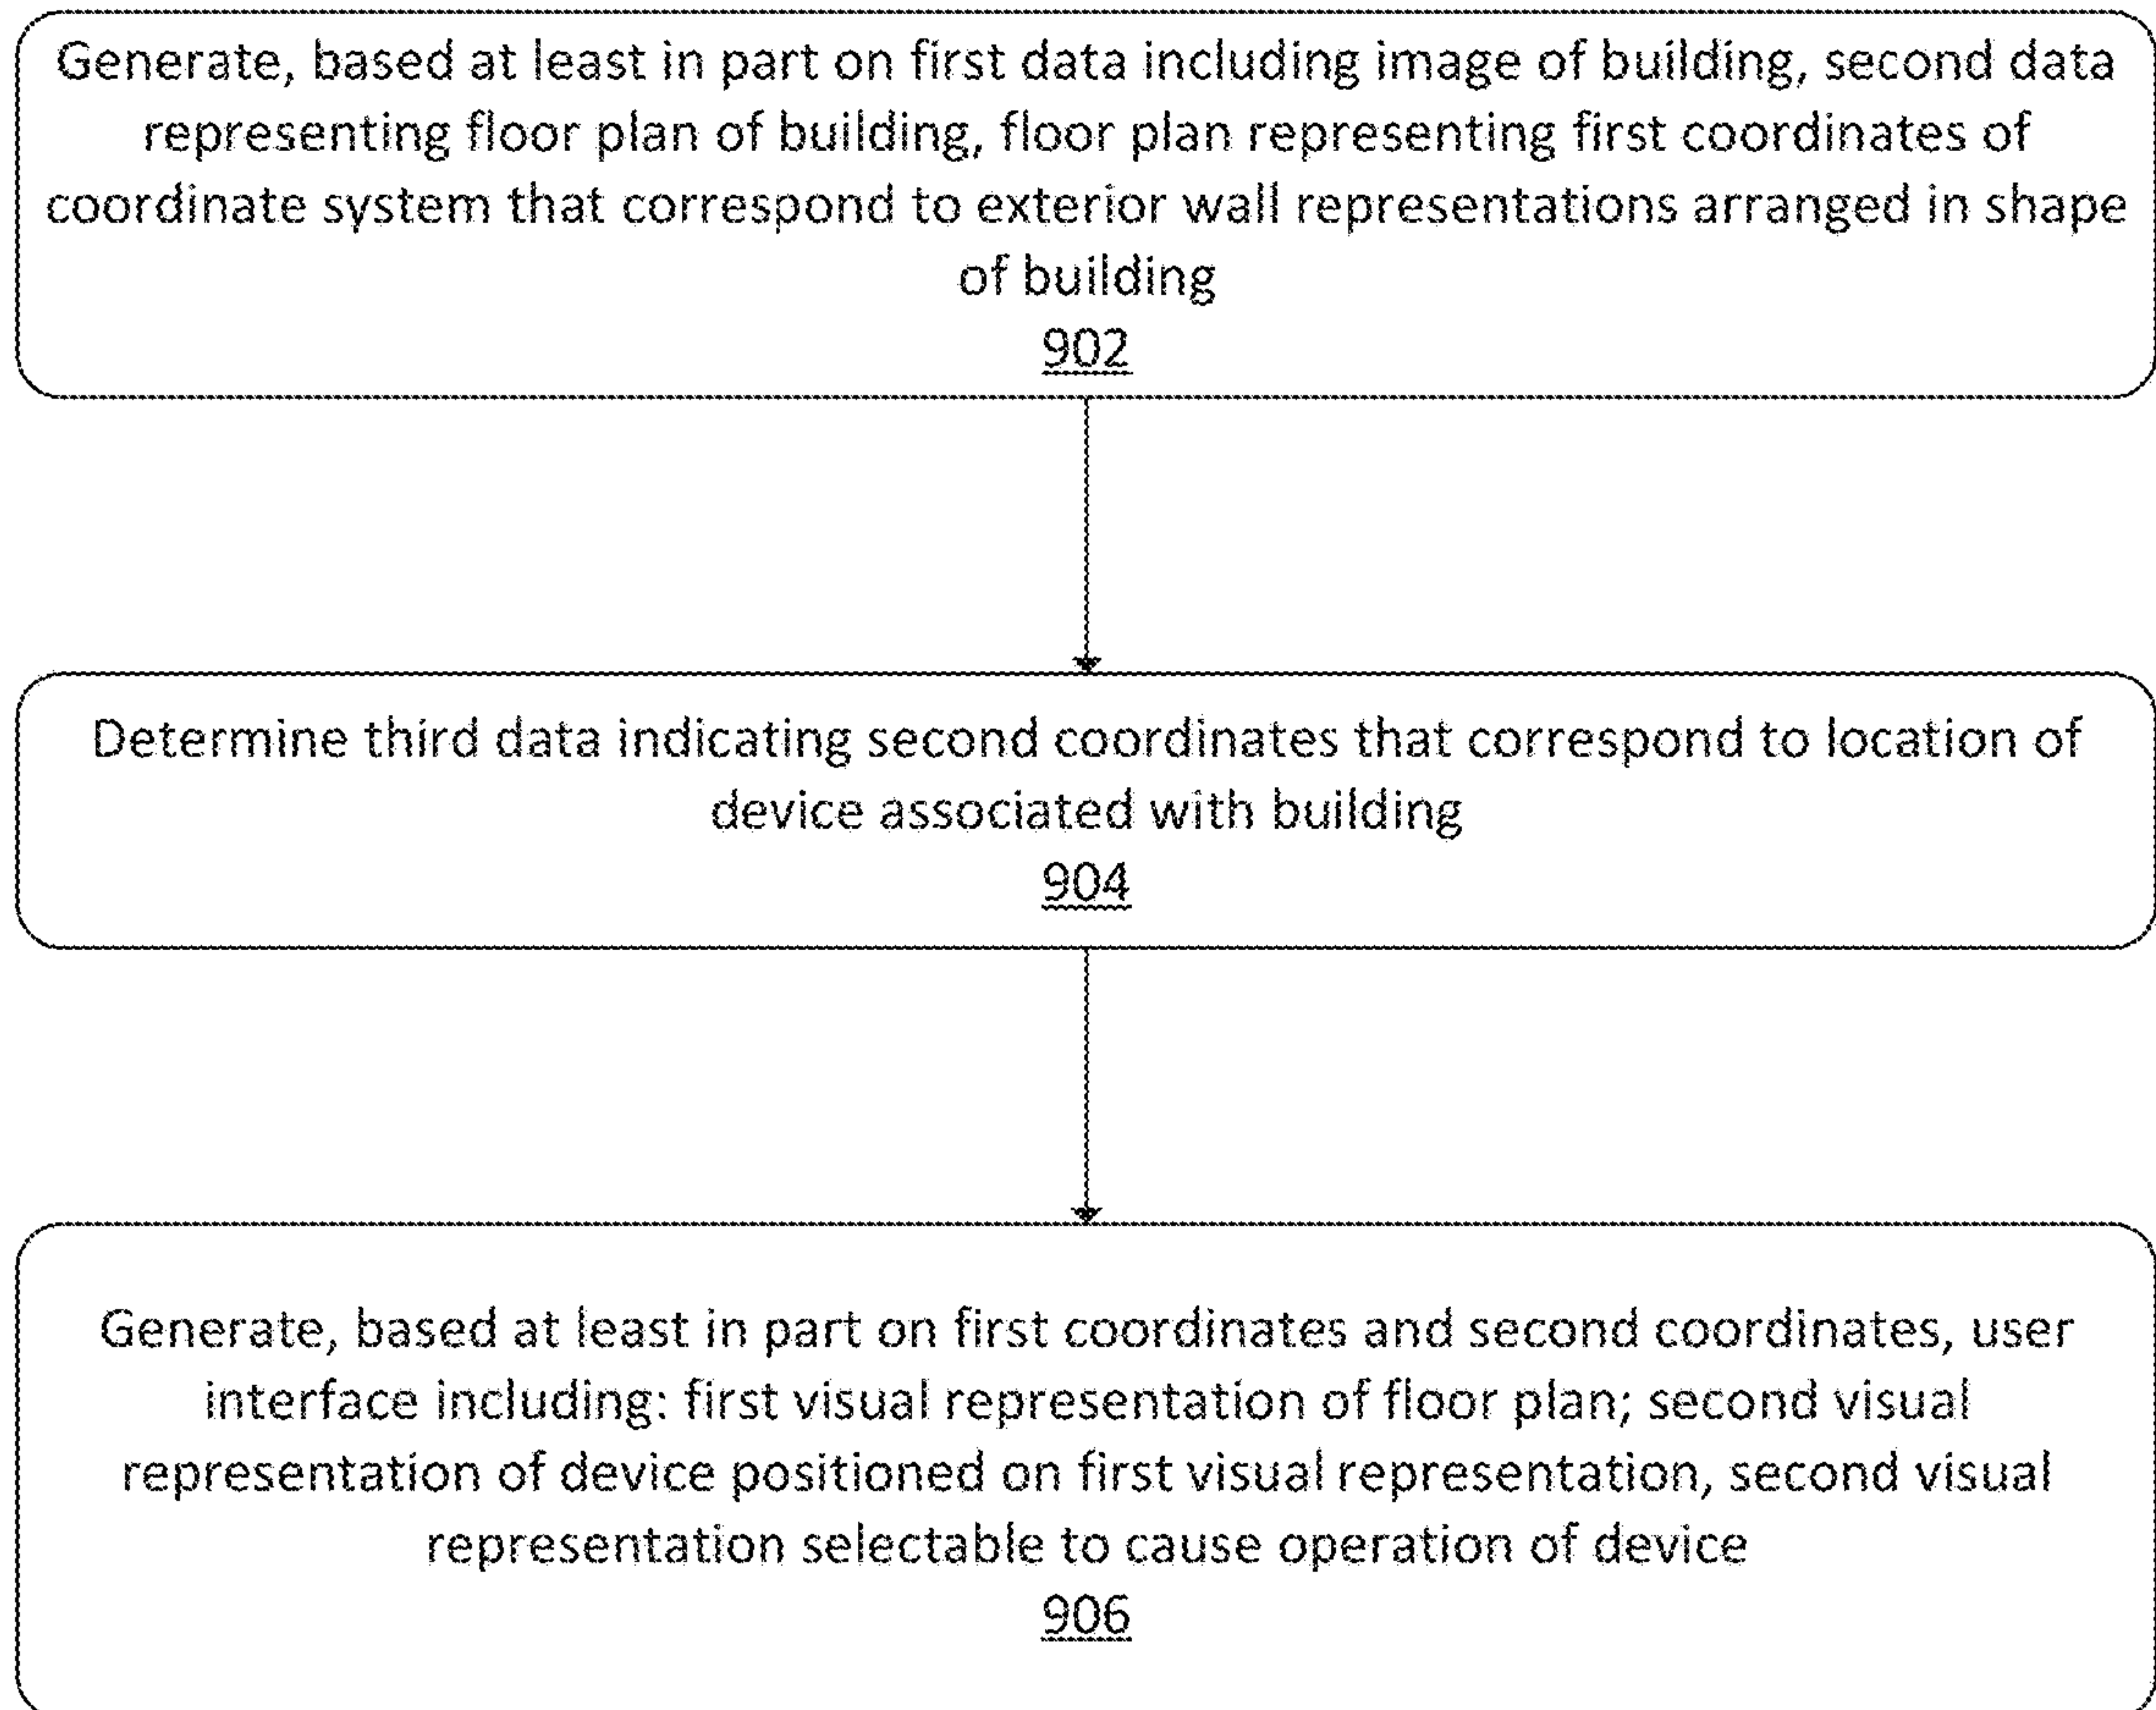 Generate, based at least in part on first data including image of building, second data
representing floor plan of building, floor plan representing first coordinates of
coordinate system that correspond to exterior wall representations arranged in shape
of building
902
Determine third data indicating second coordinates that correspond to location of
device associated with building
904
Generate, based at least in part on first coordinates and second coordinates, user
interface including: first visual representation of floor plan; second visual
representation of device positioned on first visual representation, second visual
representation selectable to cause operation of device
906